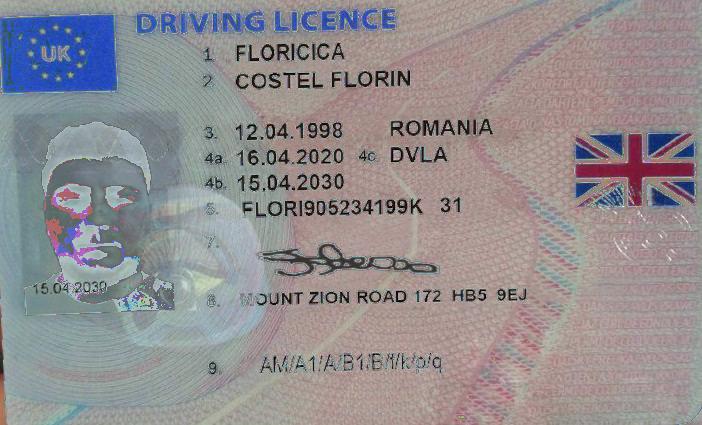 DRIVING LICENCE
UK
1 FLORICICA
2 COSTEL FLORIN
3. 12.04.1998 ROMANIA
4a. 16.04.2020 4c DVLA
4b. 15.04.2030
5. FLORI905234199K 31
7.
15.04.2030
8. MOUNT ZION ROAD 172 HB5 9EJ
9. AM/A1/A/B1/B/f/k/p/q